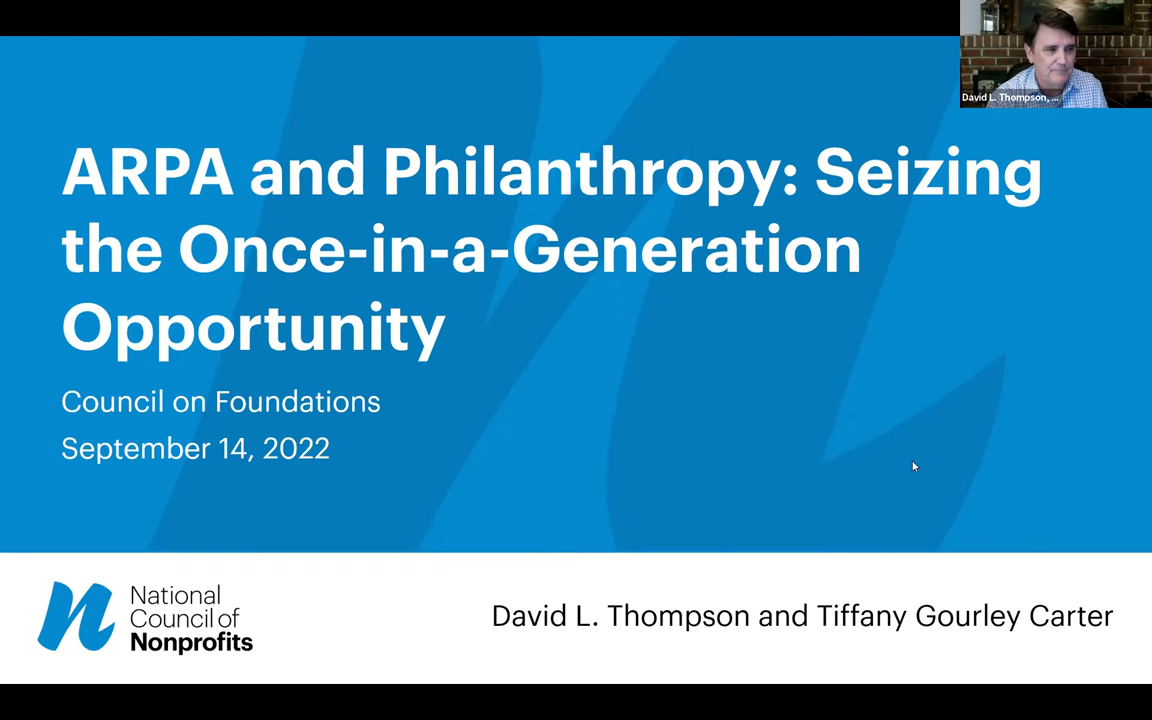 David L. Thompson, ...
ARPA and Philanthropy: Seizing
the Once-in-a-Generation
Opportunity
Council on Foundations
September 14, 2022
National
Council of
Nonprofits
David L. Thompson and Tiffany Gourley Carter